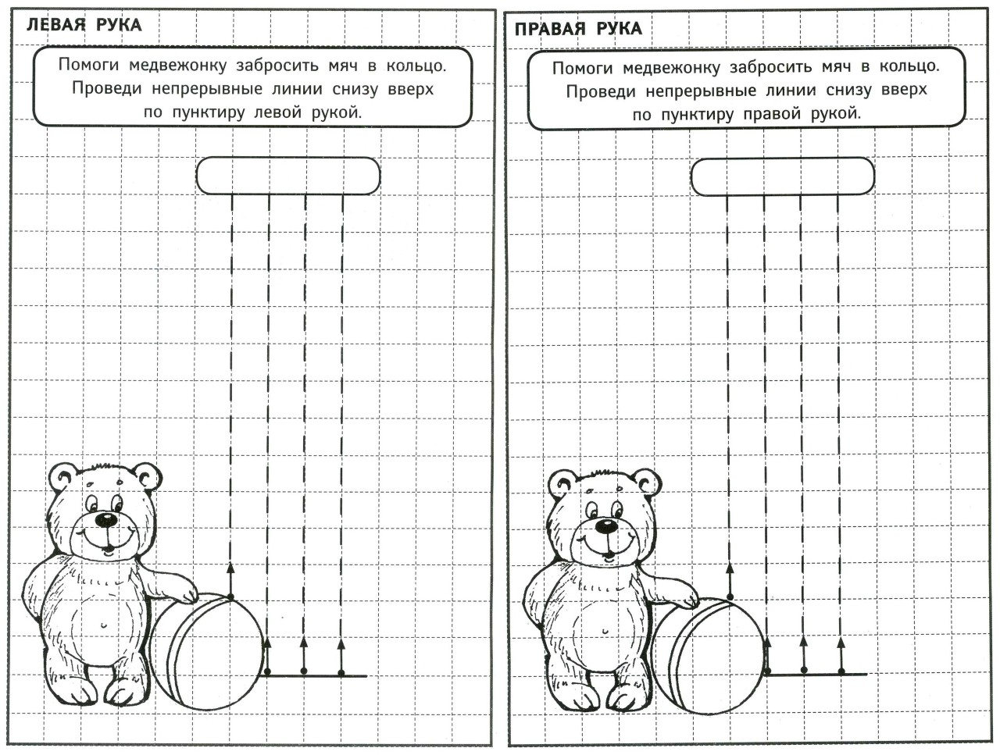 ЛЕВАЯ РУКА
Помоги медвежонку забросить мяч в кольцо.
Проведи непрерывные линии снизу вверх
по пунктиру левой рукой.
ПРАВАЯ РУКА
Помоги медвежонку забросить мяч в кольцо.
Проведи непрерывные линии снизу вверх
по пунктиру правой рукой.